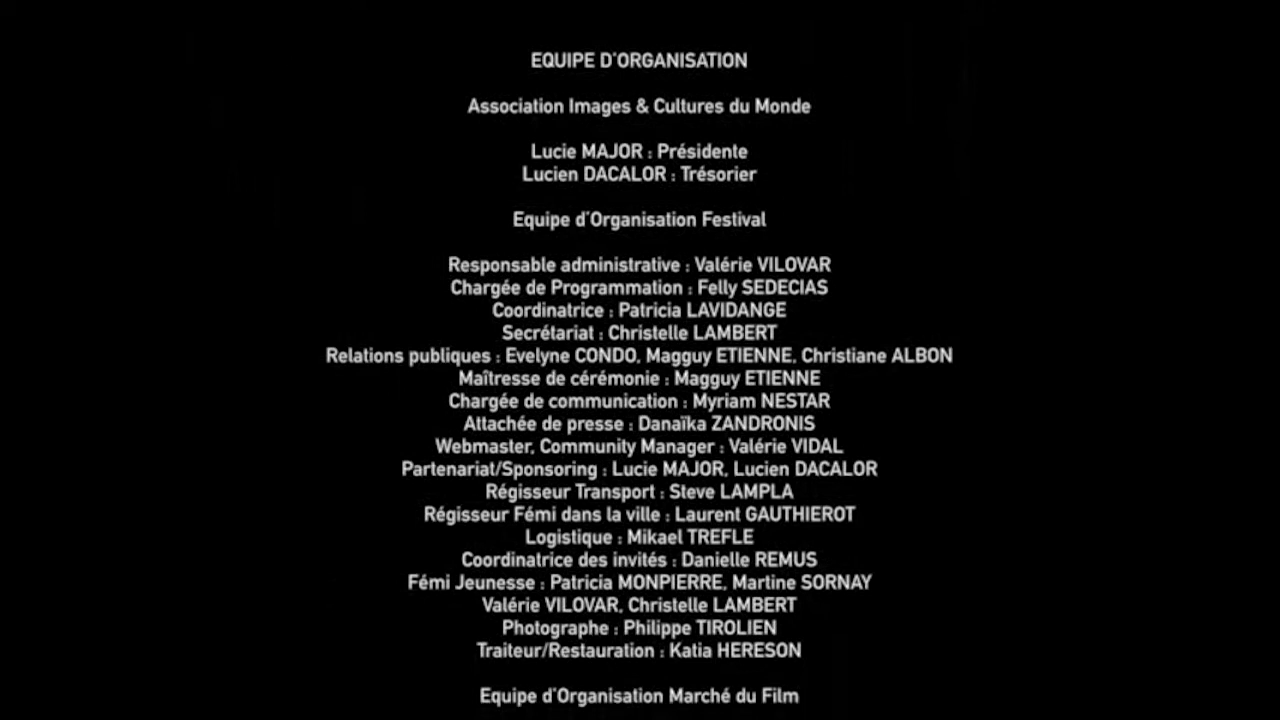 EQUIPE D'ORGANISATION
Association Images & Cultures du Monde
Lucie MAJOR : Présidente
Lucien DACALOR : Trésorier
Equipe d'Organisation Festival
Responsable administrative : Valérie VILOVAR
Chargée de Programmation : Felly SEDECIAS
Coordinatrice : Patricia LAVIDANGE
Secrétariat : Christelle LAMBERT
Relations publiques : Evelyne CONDO, Magguy ETIENNE, Christiane ALBON
Maîtresse de cérémonie : Magguy ETIENNE
Chargée de communication : Myriam NESTAR
Attachée de presse : Danaïka ZANDRONIS
Webmaster, Community Manager : Valérie VIDAL
Partenariat/Sponsoring : Lucie MAJOR, Lucien DACALOR
Régisseur Transport : Steve LAMPLA
Régisseur Fémi dans la ville : Laurent GAUTHIEROT
Logistique : Mikael TREFLE
Coordinatrice des invités : Danielle REMUS
Fémi Jeunesse : Patricia MONPIERRE, Martine SORNAY
Valérie VILOVAR, Christelle LAMBERT
Photographe : Philippe TIROLIEN
Traiteur/Restauration : Katia HERESON
Equipe d'Organisation Marché du Film